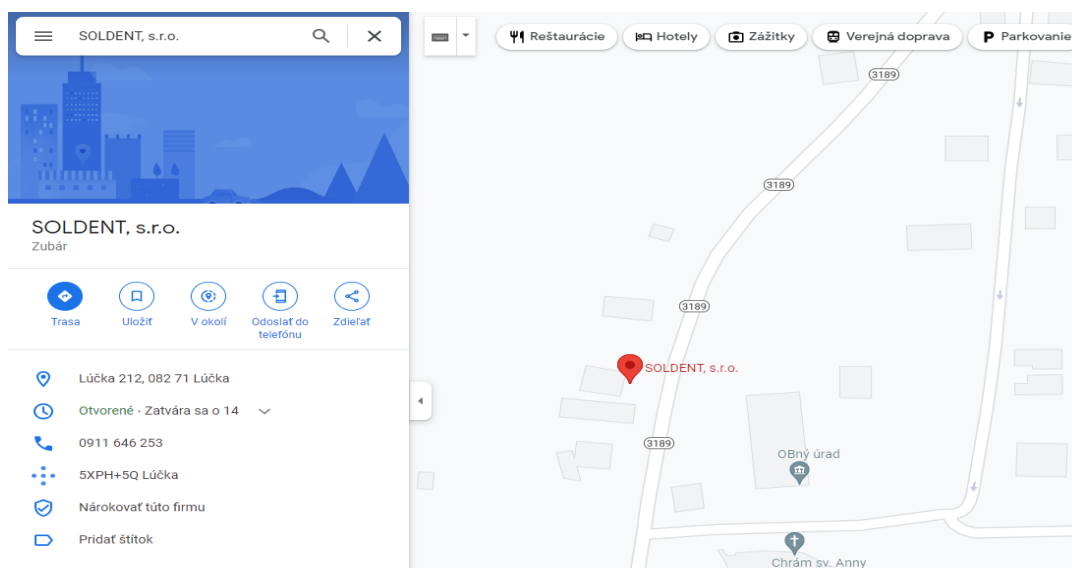 SOLDENT, s.r.o.
Reštaurácie
Hotely
Zážitky
Verejná doprava
P Parkovanie
SOLDENT, s.r.o.
Zubár
Trasa
Uložiť
V okolí
Odoslať do
telefónu
Zdieľať
Lúčka 212, 082 71 Lúčka
Otvorené · Zatvára sa o 14
0911 646 253
5XPH+5Q Lúčka
Nárokovať túto firmu
Pridať štítok
3189
3189
3189
SOLDENT, s.r.o.
3189
OBný úrad
Chrám sv. Anny